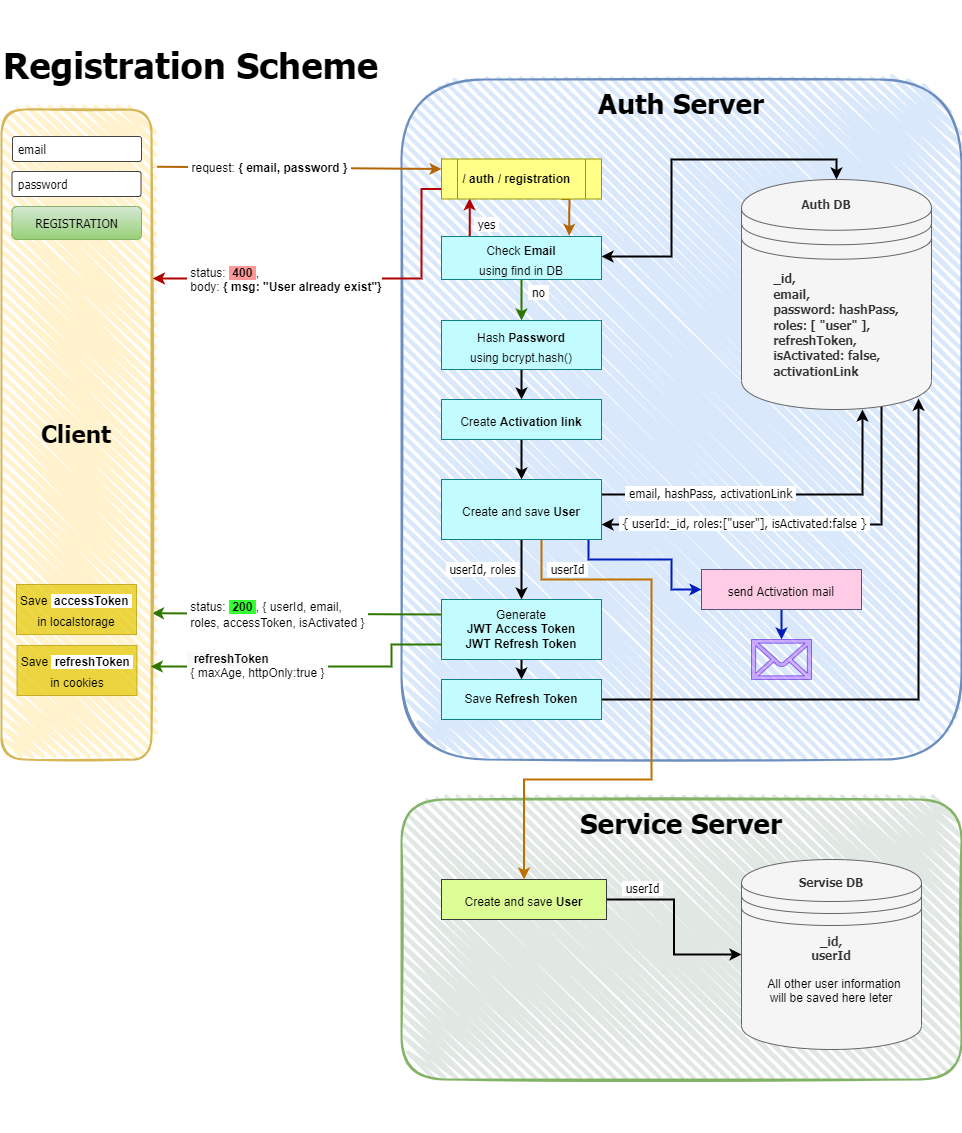 Registration Scheme
email
password
REGISTRATION
Client
Save accessToken
in localstorage
Save refreshToken
in cookies
request: { email, password }
status: 400,
body: { msg: "User already exist"}
status: 200, { userId, email,
roles, accessToken, isActivated }
refreshToken
{ maxAge, httpOnly:true }
Auth Server
/ auth / registration
yes
Check Email
using find in DB
no
Hash Password
using bcrypt.hash()
Create Activation link
Create and save User
email, hashPass, activationLink
{ userId:_id, roles:["user"], isActivated:false }
userId, roles
userId
Generate
JWT Access Token
JWT Refresh Token
Save Refresh Token
send Activation mail
Auth DB
_id,
email,
password: hashPass,
roles: [ "user" ],
refreshToken,
isActivated: false,
activationLink
Service Server
Create and save User
userId
Servise DB
_id,
userId
All other user information
will be saved here leter